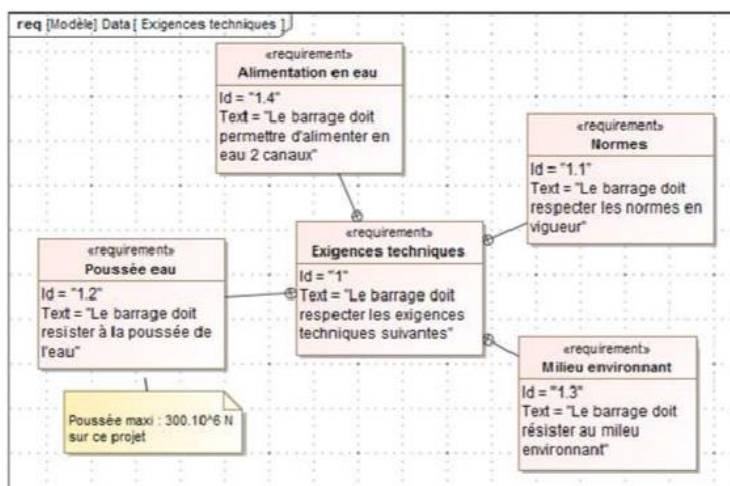 req [Modèle] Data [ Exigences techniques ]
«requirement»
Alimentation en eau
Id = "1.4"
Text = "Le barrage doit
permettre d'alimenter en
eau 2 canaux"
«requirement»
Normes
Id = "1.1"
Text = "Le barrage doit
respecter les normes en
vigueur"
«requirement»
Exigences techniques
Id = "1"
Text = "Le barrage doit
respecter les exigences
techniques suivantes"
«requirement»
Poussée eau
Id = "1.2"
Text = "Le barrage doit
resister à la poussée de
l'eau"
Poussée maxi : 300.10^6 N
sur ce projet
«requirement»
Milieu environnant
Id = "1.3"
Text = "Le barrage doit
résister au mileu
environnant"